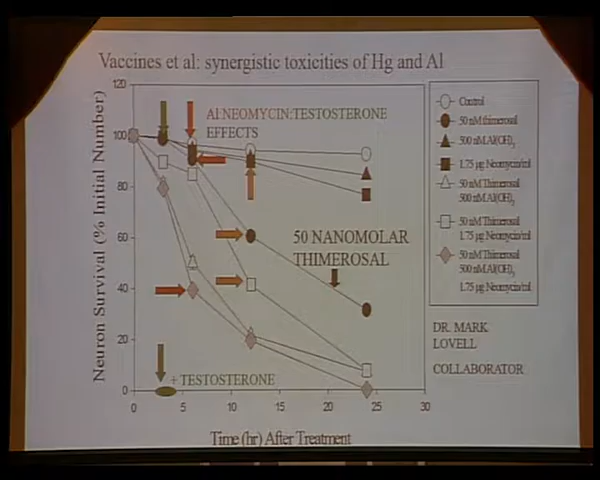 Vaccines et al: synergistic toxicities of Hg and Al
120
100
80
60
40
20
0
0 5 10 15 20 25 30
Neuron Survival (% Initial Number)
Time (hr) After Treatment
Al:NEOMYCIN:TESTOSTERONE
EFFECTS
50 NANOMOLAR
THIMEROSAL
+ TESTOSTERONE
Control
50 nM thimerosal
500 nM Al(OH)3
1.75 µg Neomycin/ml
50 nM Thimerosal
500 nM Al(OH)3
50 nM Thimerosal
1.75 µg Neomycin/ml
50 nM Thimerosal
500 nM Al(OH)3
1.75 µg Neomycin/ml
DR. MARK
LOVELL
COLLABORATOR